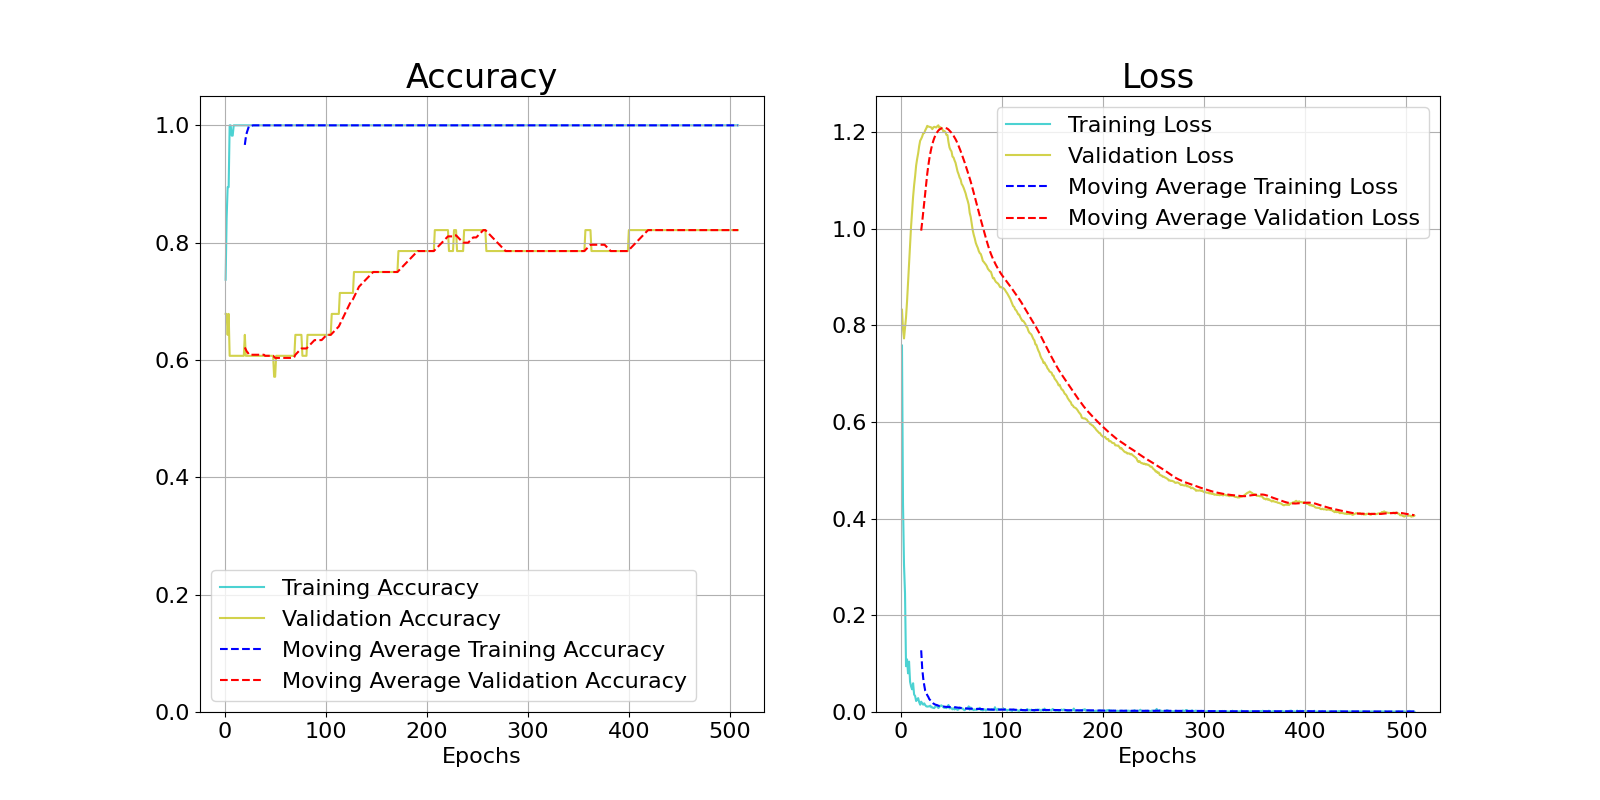 Accuracy
1.0
0.8
0.6
0.4
0.2
0.0
Training Accuracy
Validation Accuracy
Moving Average Training Accuracy
Moving Average Validation Accuracy
0 100 200 300 400 500
Epochs
Loss
1.2
1.0
0.8
0.6
0.4
0.2
0.0
Training Loss
Validation Loss
Moving Average Training Loss
Moving Average Validation Loss
0 100 200 300 400 500
Epochs